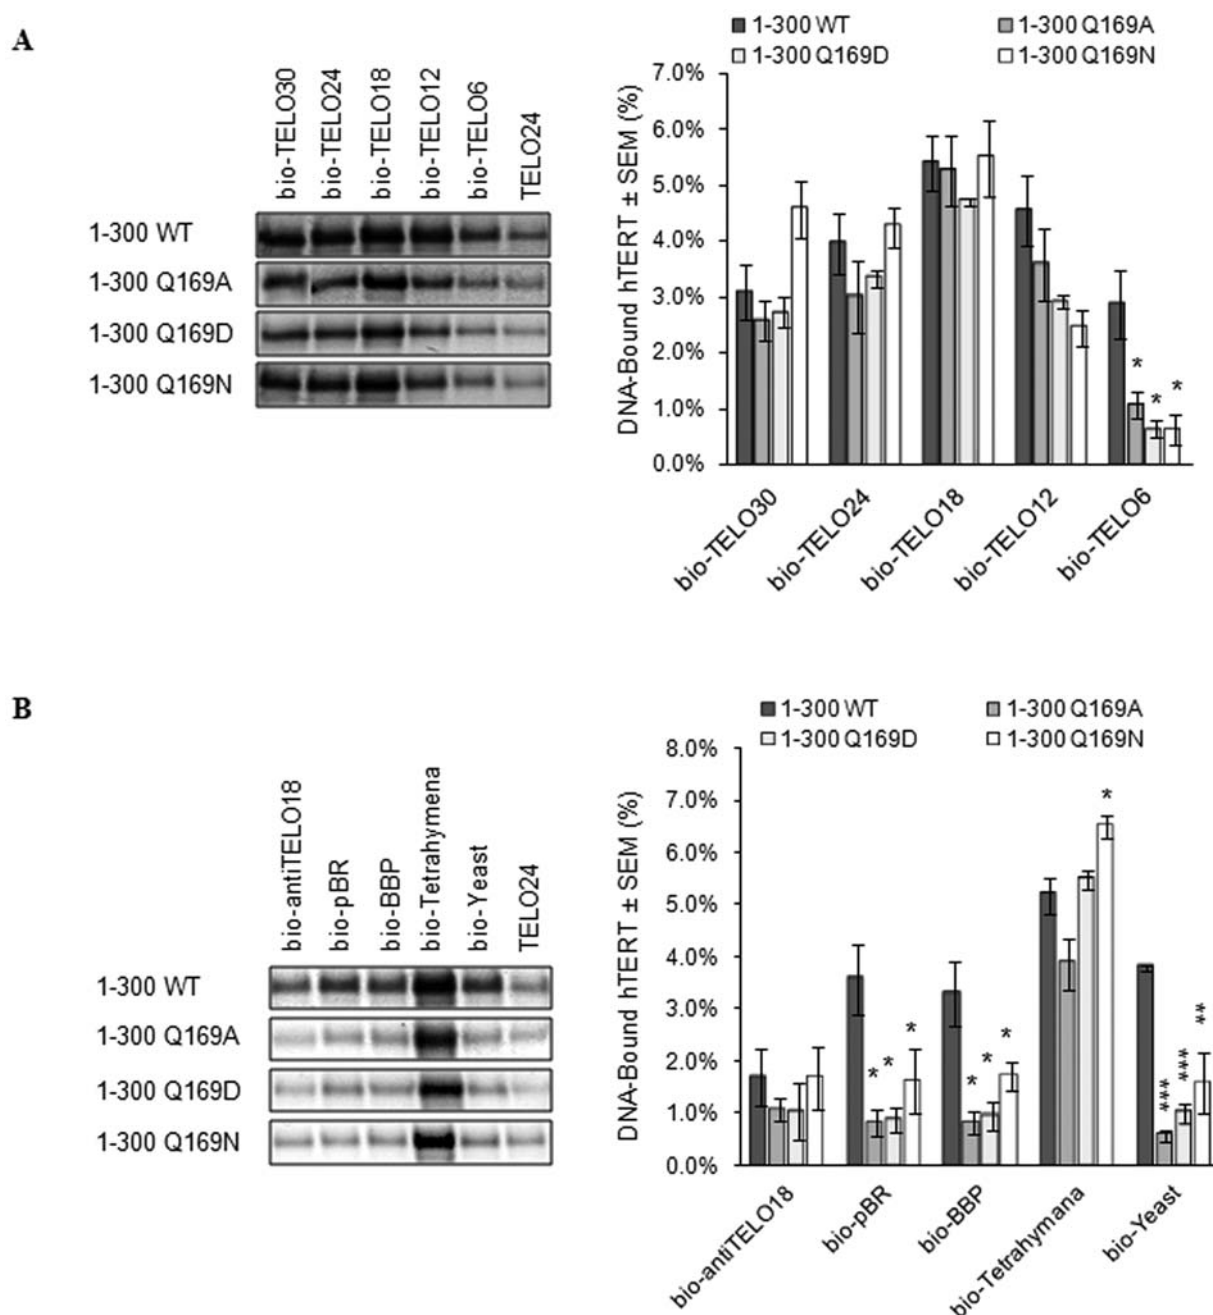 A
bio-TELO30
bio-TELO24
bio-TELO18
bio-TELO12
bio-TELO6
TELO24
1-300 WT
1-300 Q169A
1-300 Q169D
1-300 Q169N
1-300 WT
1-300 Q169A
1-300 Q169D
1-300 Q169N
DNA-Bound hTERT ± SEM (%)
7.0%
6.0%
5.0%
4.0%
3.0%
2.0%
1.0%
0.0%
* * *
bio-TELO30
bio-TELO24
bio-TELO18
bio-TELO12
bio-TELO6
B
bio-antiTELO18
bio-pBR
bio-BBP
bio-Tetrahymena
bio-Yeast
TELO24
1-300 WT
1-300 Q169A
1-300 Q169D
1-300 Q169N
1-300 WT
1-300 Q169A
1-300 Q169D
1-300 Q169N
DNA-Bound hTERT ± SEM (%)
8.0%
7.0%
6.0%
5.0%
4.0%
3.0%
2.0%
1.0%
0.0%
* * *
* * *
*
*** *** **
bio-antiTELO18
bio-pBR
bio-BBP
bio-Tetrahymana
bio-Yeast